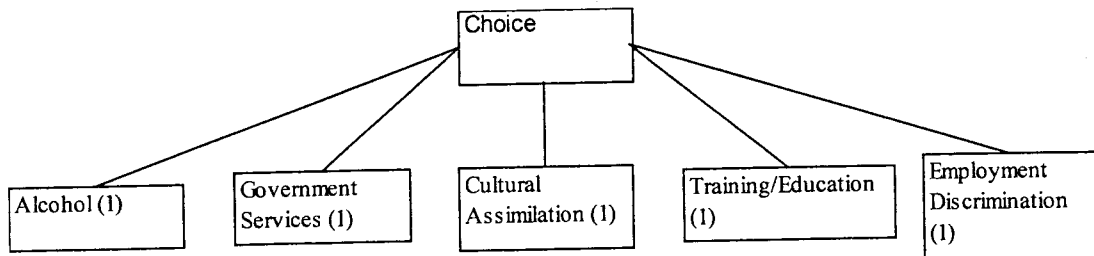 Choice
Alcohol (1)
Government
Services (1)
Cultural
Assimilation (1)
Training/Education
(1)
Employment
Discrimination
(1)